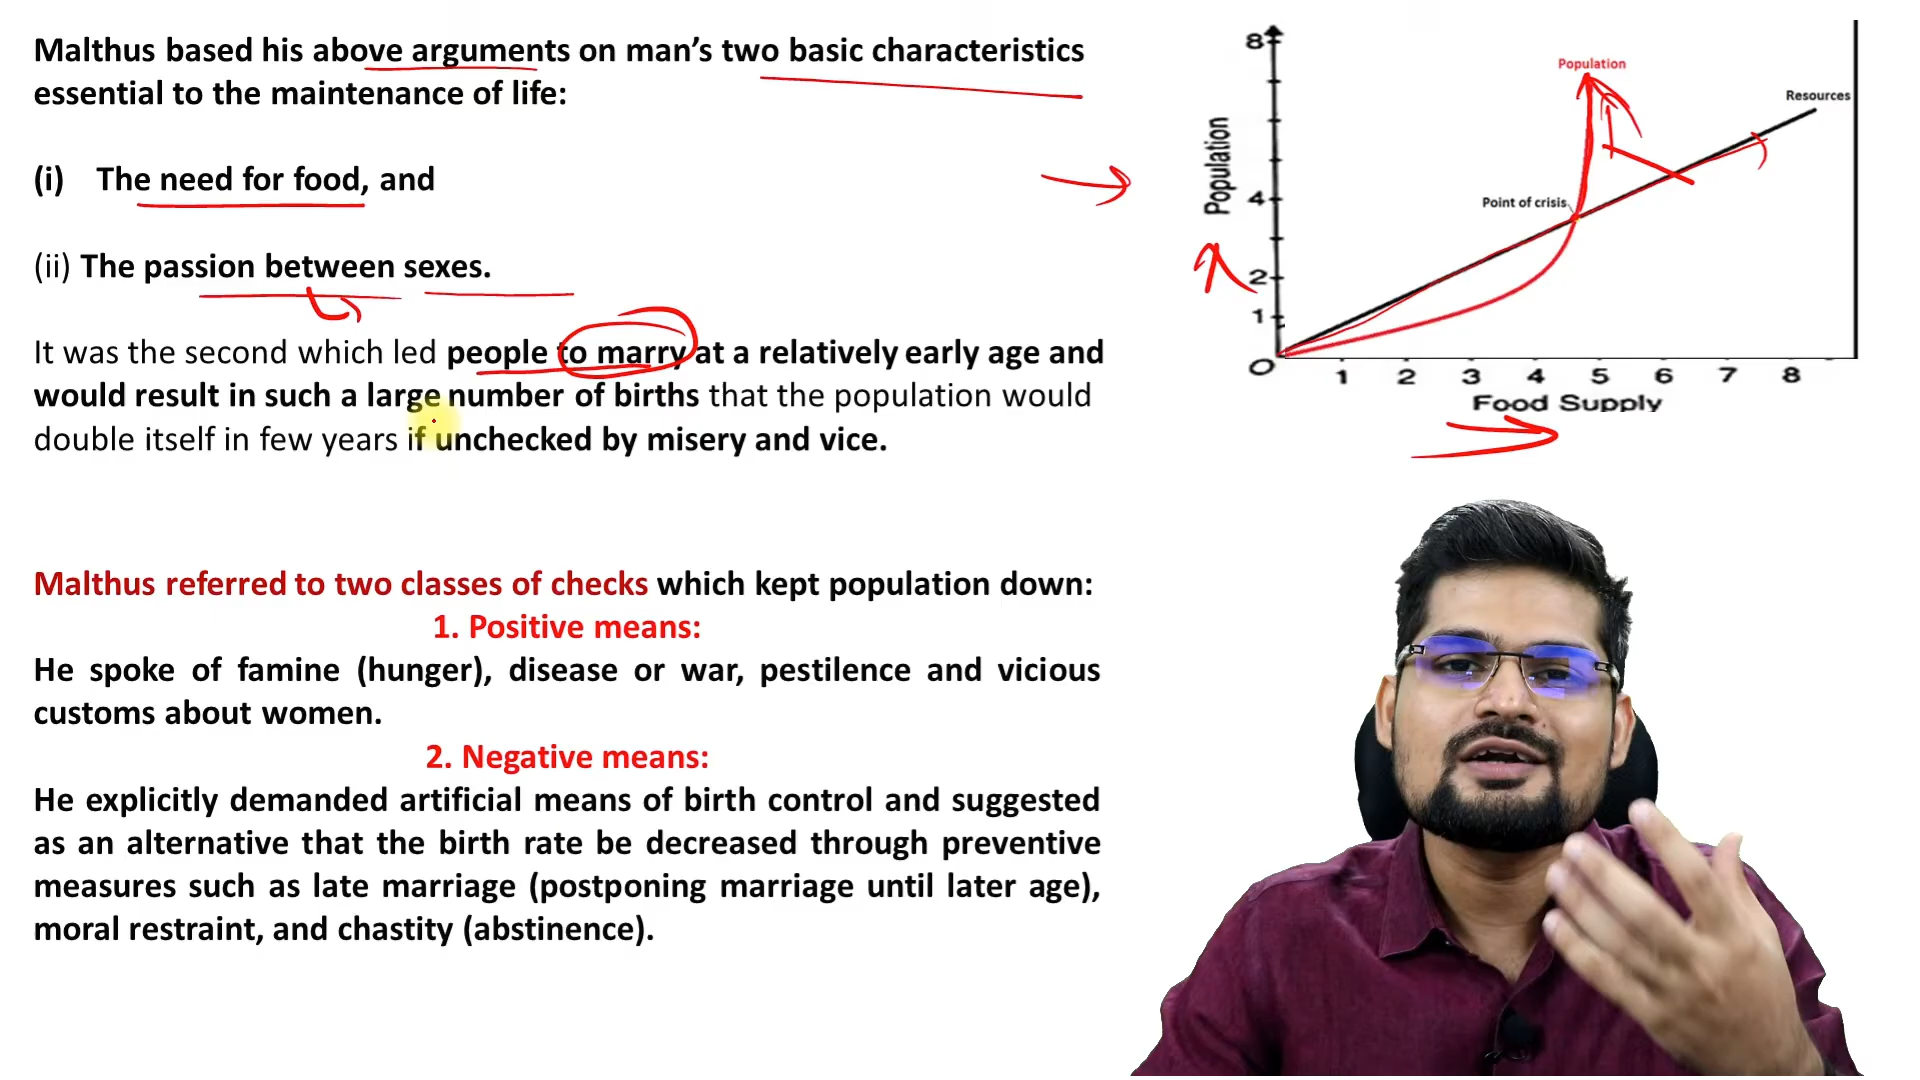 Malthus based his above arguments on man’s two basic characteristics
essential to the maintenance of life:
(i) The need for food, and
(ii) The passion between sexes.
It was the second which led people to marry at a relatively early age and
would result in such a large number of births that the population would
double itself in few years if unchecked by misery and vice.
Malthus referred to two classes of checks which kept population down:
1. Positive means:
He spoke of famine (hunger), disease or war, pestilence and vicious
customs about women.
2. Negative means:
He explicitly demanded artificial means of birth control and suggested
as an alternative that the birth rate be decreased through preventive
measures such as late marriage (postponing marriage until later age),
moral restraint, and chastity (abstinence).
Population
Resources
Point of crisis
Population
8
4
2
1
O
1 2 3 4 5 6 7 8
Food Supply